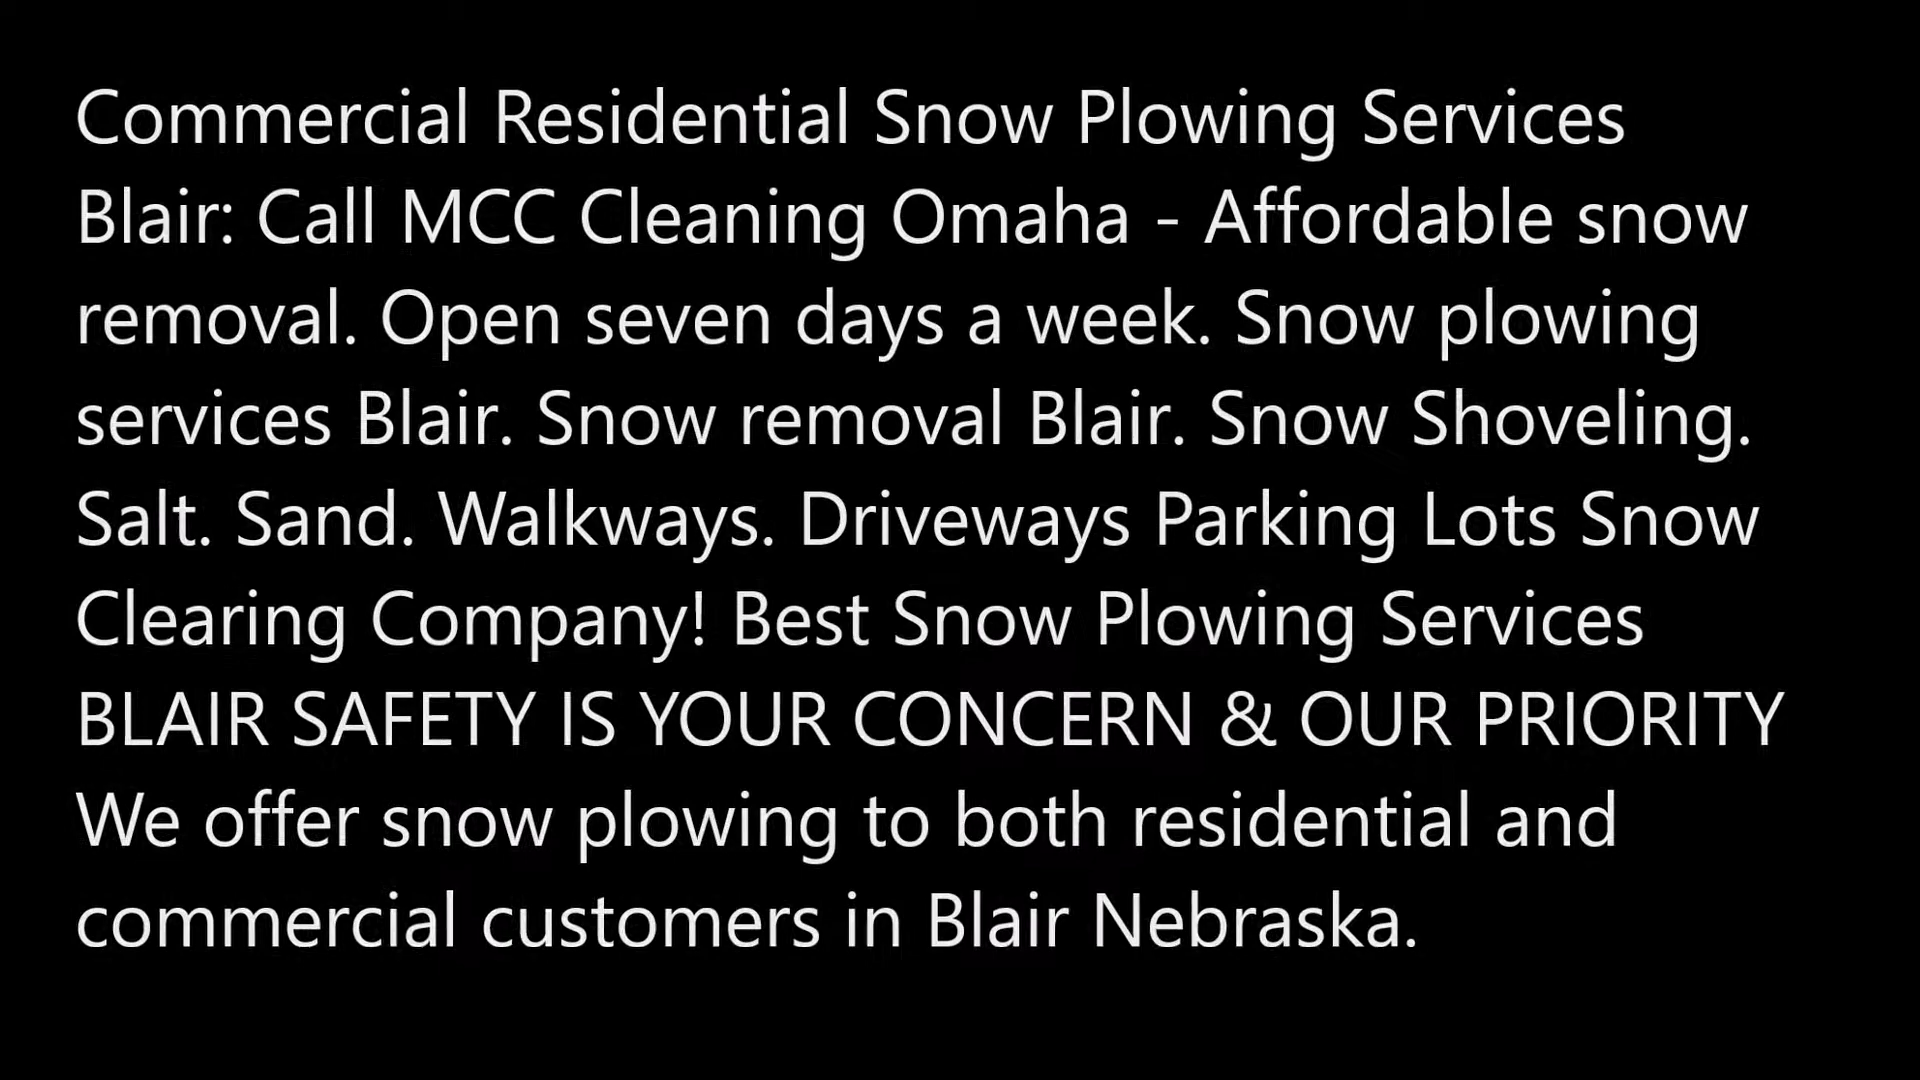 Commercial Residential Snow Plowing Services
Blair: Call MCC Cleaning Omaha - Affordable snow
removal. Open seven days a week. Snow plowing
services Blair. Snow removal Blair. Snow Shoveling.
Salt. Sand. Walkways. Driveways Parking Lots Snow
Clearing Company! Best Snow Plowing Services
BLAIR SAFETY IS YOUR CONCERN & OUR PRIORITY
We offer snow plowing to both residential and
commercial customers in Blair Nebraska.